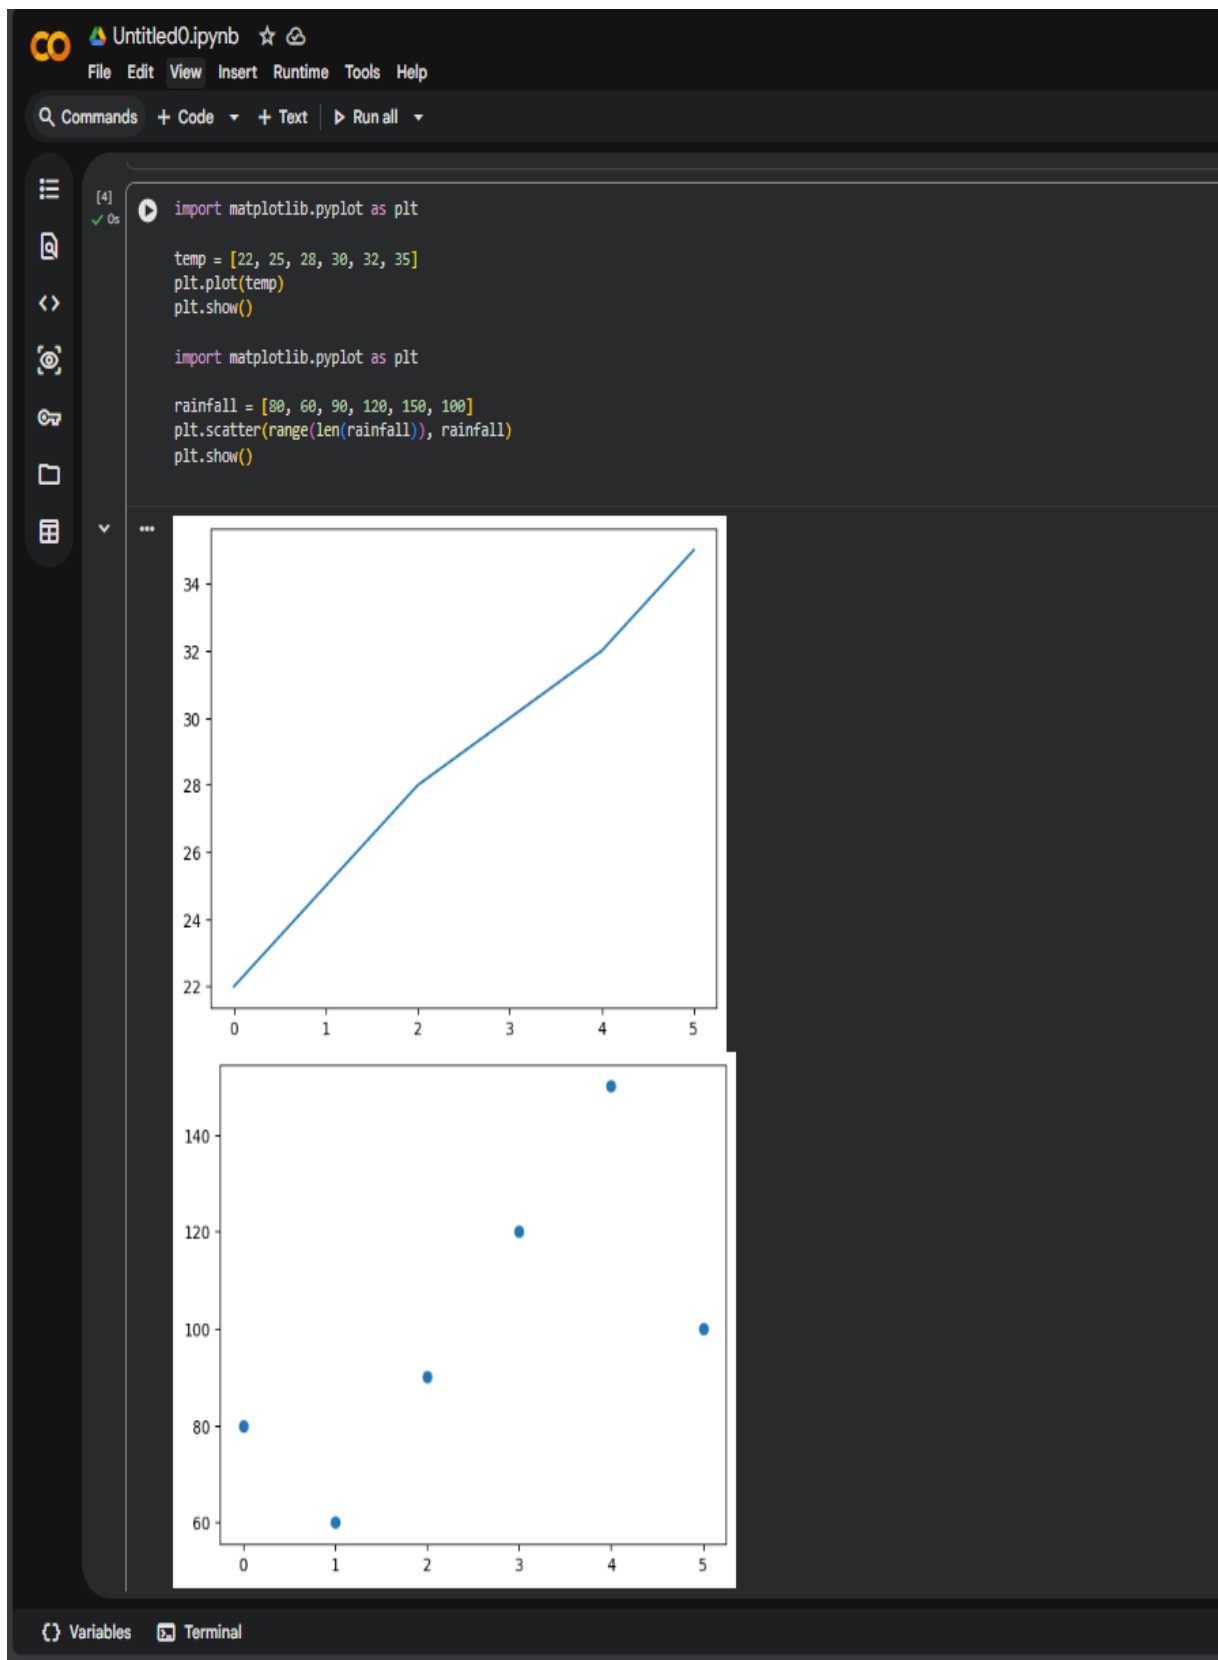 Untitled0.ipynb
File Edit View Insert Runtime Tools Help
Commands + Code + Text Run all
[4]
0s
import matplotlib.pyplot as plt
temp = [22, 25, 28, 30, 32, 35]
plt.plot(temp)
plt.show()
import matplotlib.pyplot as plt
rainfall = [80, 60, 90, 120, 150, 100]
plt.scatter(range(len(rainfall)), rainfall)
plt.show()
34
32
30
28
26
24
22
0 1 2 3 4 5
140
120
100
80
60
0 1 2 3 4 5
{} Variables Terminal